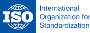 ISO
International
Organization for
Standardization